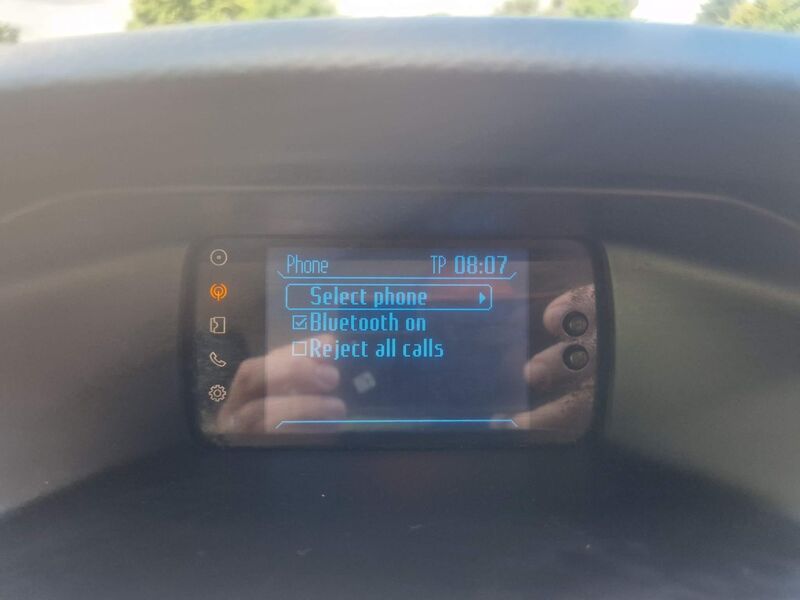 Phone TP 08:07
Select phone
Bluetooth on
Reject all calls